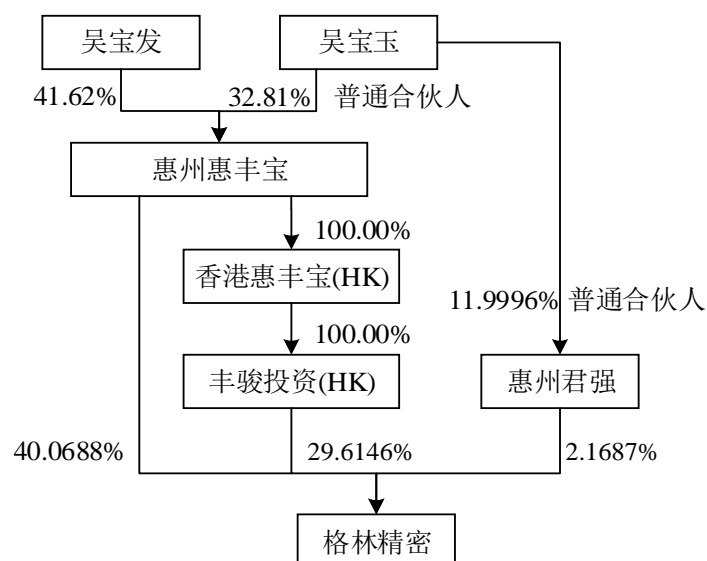 吴宝发
吴宝玉
41.62%
32.81%
普通合伙人
惠州惠丰宝
100.00%
香港惠丰宝(HK)
11.9996%
普通合伙人
100.00%
丰骏投资(HK)
惠州君强
40.0688%
29.6146%
2.1687%
格林精密